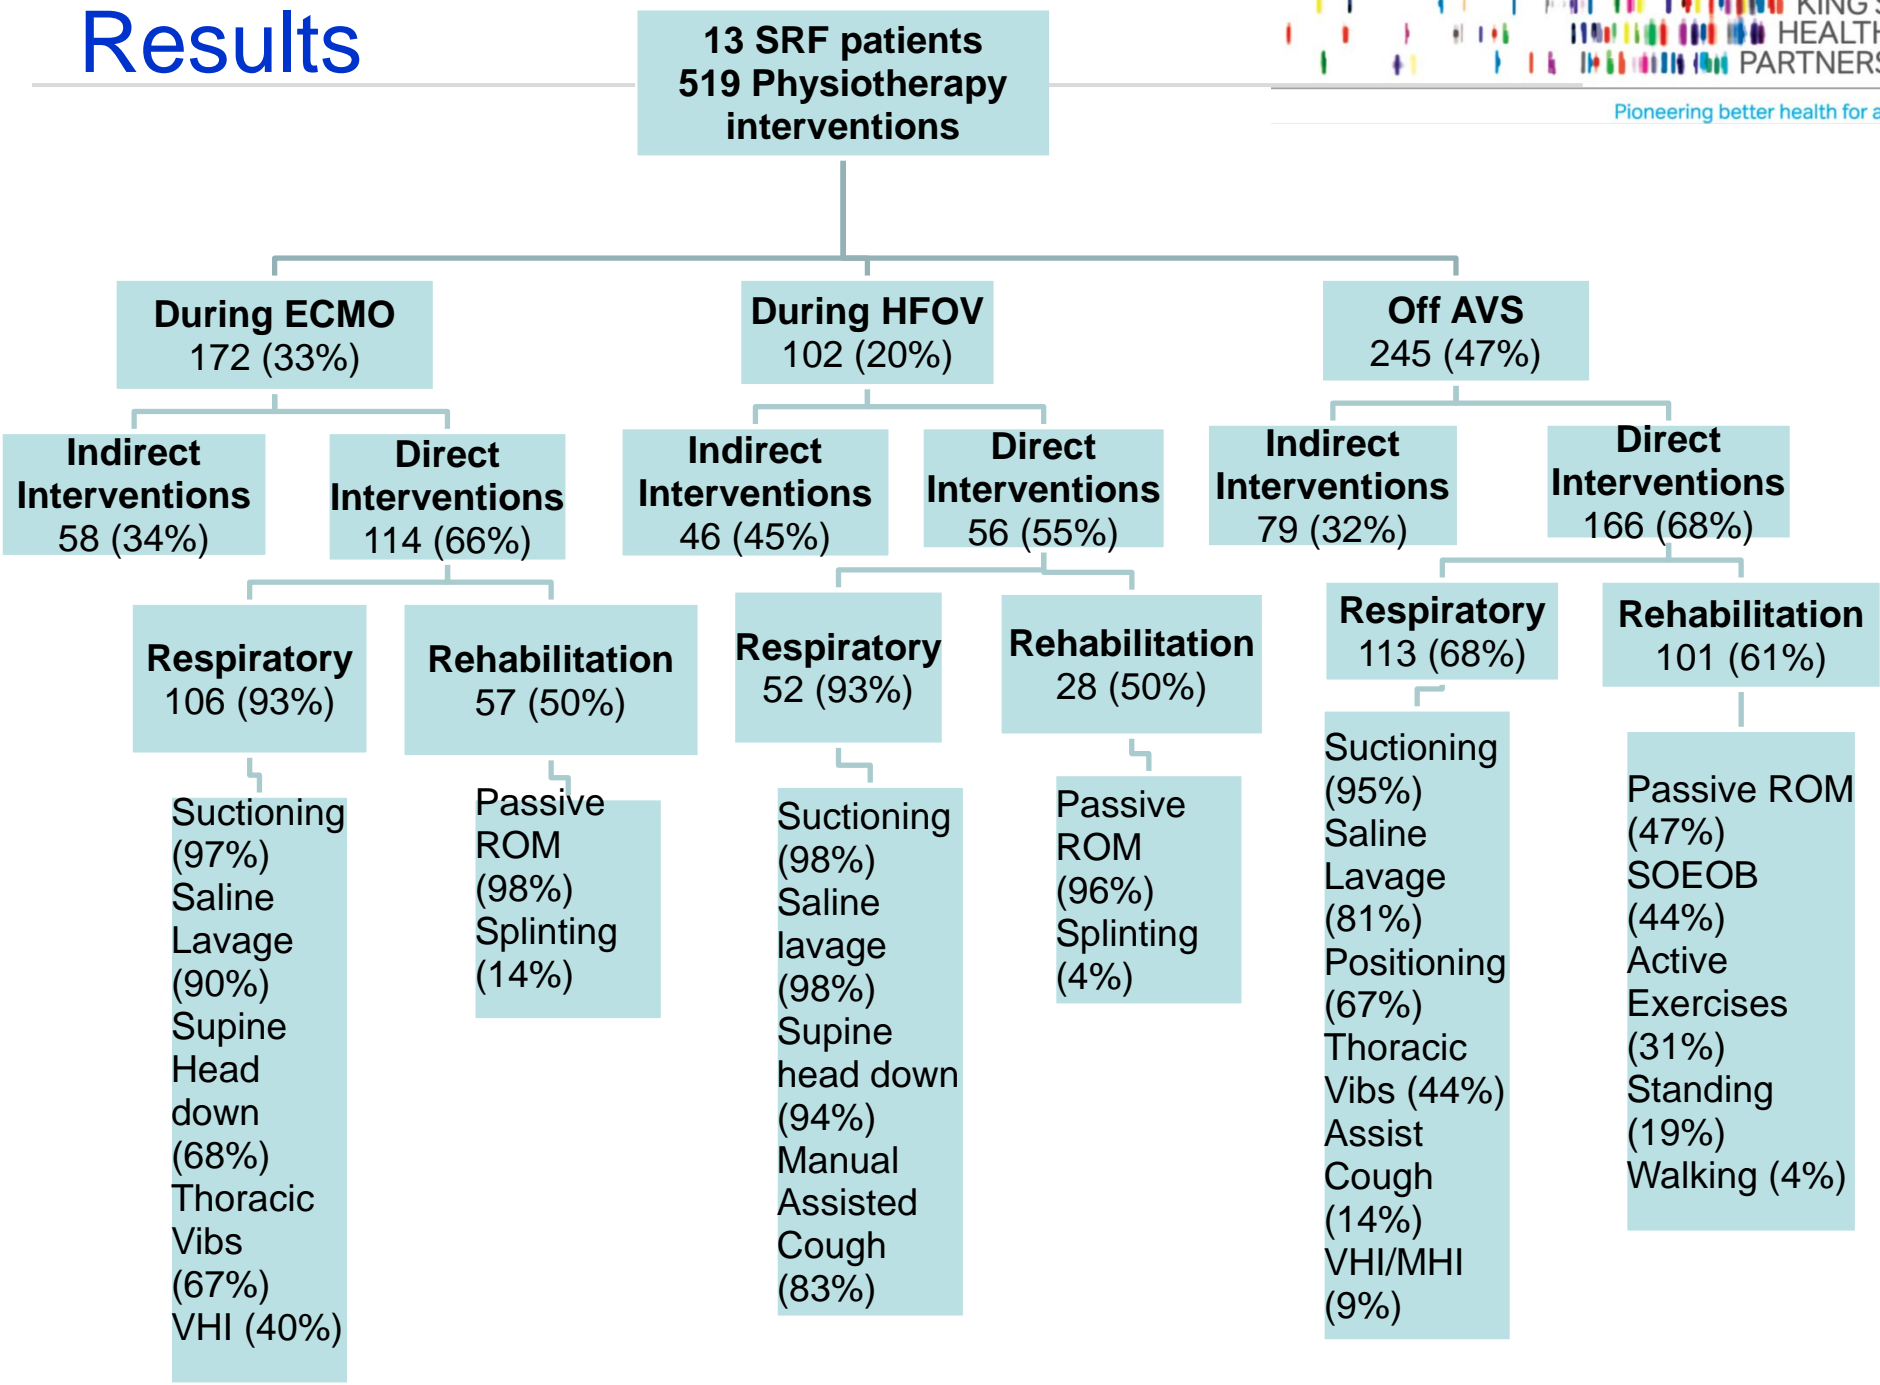 Results
13 SRF patients
519 Physiotherapy
interventions
HEALTH
PARTNERS
Pioneering better health for
During ECMO
172 (33%)
During HFOV
102 (20%)
Off AVS
245 (47%)
Indirect
Interventions
58 (34%)
Direct
Interventions
114 (66%)
Indirect
Interventions
46 (45%)
Direct
Interventions
56 (55%)
Indirect
Interventions
79 (32%)
Direct
Interventions
166 (68%)
Respiratory
106 (93%)
Rehabilitation
57 (50%)
Respiratory
52 (93%)
Rehabilitation
28 (50%)
Respiratory
113 (68%)
Rehabilitation
101 (61%)
Suctioning
(97%)
Saline
Lavage
(90%)
Supine
Head
down
(68%)
Thoracic
Vibs
(67%)
VHI (40%)
Passive
ROM
(98%)
Splinting
(14%)
Suctioning
(98%)
Saline
lavage
(98%)
Supine
head down
(94%)
Manual
Assisted
Cough
(83%)
Passive
ROM
(96%)
Splinting
(4%)
Suctioning
(95%)
Saline
Lavage
(81%)
Positioning
(67%)
Thoracic
Vibs (44%)
Assist
Cough
(14%)
VHI/MHI
(9%)
Passive ROM
(47%)
SOEOB
(44%)
Active
Exercises
(31%)
Standing
(19%)
Walking (4%)